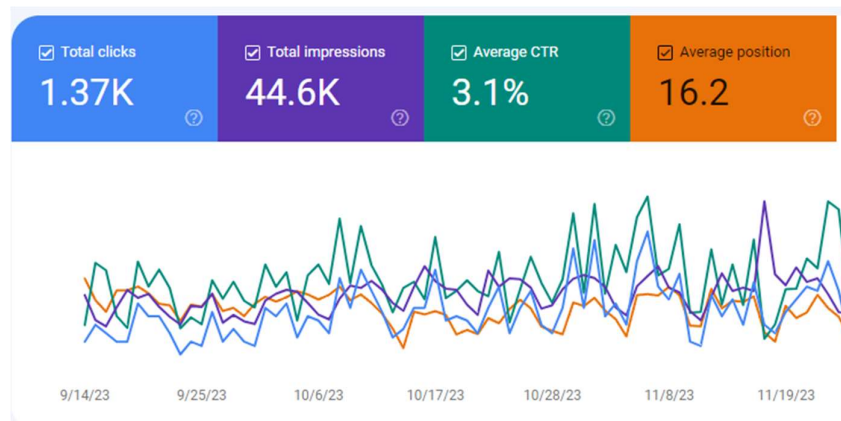 Total clicks
1.37K
Total impressions
44.6K
Average CTR
3.1%
Average position
16.2
9/14/23 9/25/23 10/6/23 10/17/23 10/28/23 11/8/23 11/19/23